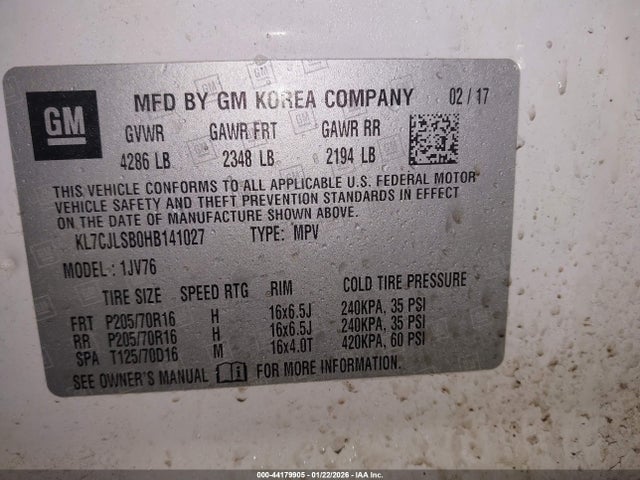 GM
MFD BY GM KOREA COMPANY 02 / 17
GVWR GAWR FRT GAWR RR
4286 LB 2348 LB 2194 LB
THIS VEHICLE CONFORMS TO ALL APPLICABLE U.S. FEDERAL MOTOR
VEHICLE SAFETY AND THEFT PREVENTION STANDARDS IN EFFECT
ON THE DATE OF MANUFACTURE SHOWN ABOVE.
KL7CJLSB0HB141027 TYPE: MPV
MODEL: 1JV76
TIRE SIZE SPEED RTG RIM COLD TIRE PRESSURE
FRT P205/70R16 H 16x6.5J 240KPA, 35 PSI
RR P205/70R16 H 16x6.5J 240KPA, 35 PSI
SPA T125/70D16 M 16x4.0T 420KPA, 60 PSI
SEE OWNER'S MANUAL FOR MORE INFORMATION
000-44179905 - 01/22/2026 - IAA Inc.